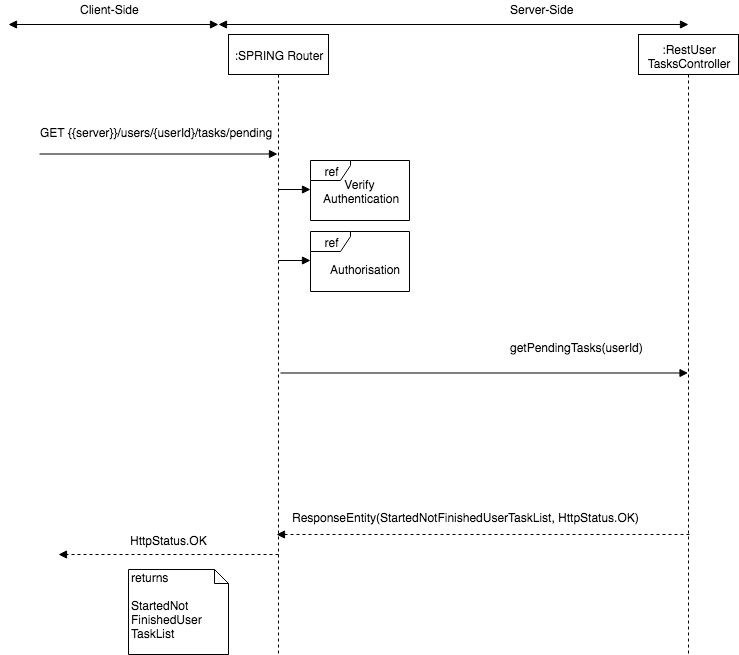 Client-Side
Server-Side
:SPRING Router
:RestUser
TasksController
GET {{server}}/users/{userId}/tasks/pending
ref
Verify
Authentication
ref
Authorisation
getPendingTasks(userId)
ResponseEntity(StartedNotFinishedUserTaskList, HttpStatus.OK)
HttpStatus.OK
returns
StartedNot
FinishedUser
TaskList